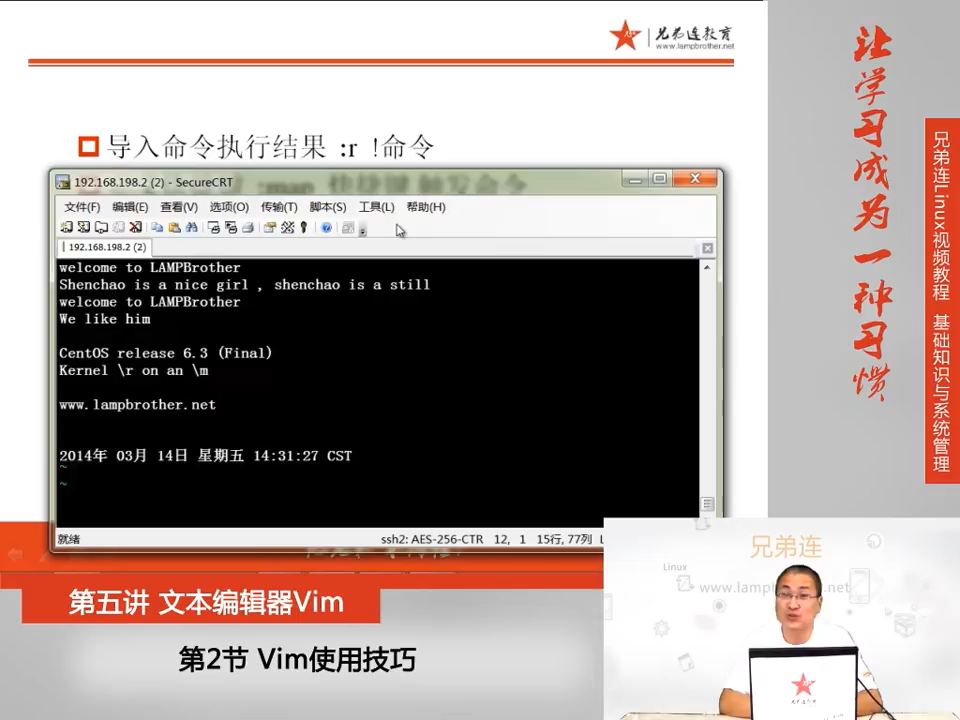 兄弟连教育
www.lampbrother.net
导入命令执行结果 :r !命令
:map 快捷键 触发命令
192.168.198.2 (2) - SecureCRT
文件(F) 编辑(E) 查看(V) 选项(O) 传输(T) 脚本(S) 工具(L) 帮助(H)
192.168.198.2 (2)
welcome to LAMPBrother
Shenchao is a nice girl , shenchao is a still
welcome to LAMPBrother
We like him
CentOS release 6.3 (Final)
Kernel \r on an \m
www.lampbrother.net
2014年 03月 14日 星期五 14:31:27 CST
~
~
就绪 ssh2: AES-256-CTR 12, 1 15行, 77列
第五讲 文本编辑器Vim
第2节 Vim使用技巧
让学习成为一种习惯
兄弟连Linux视频教程 基础知识与系统管理
兄弟连
Linux